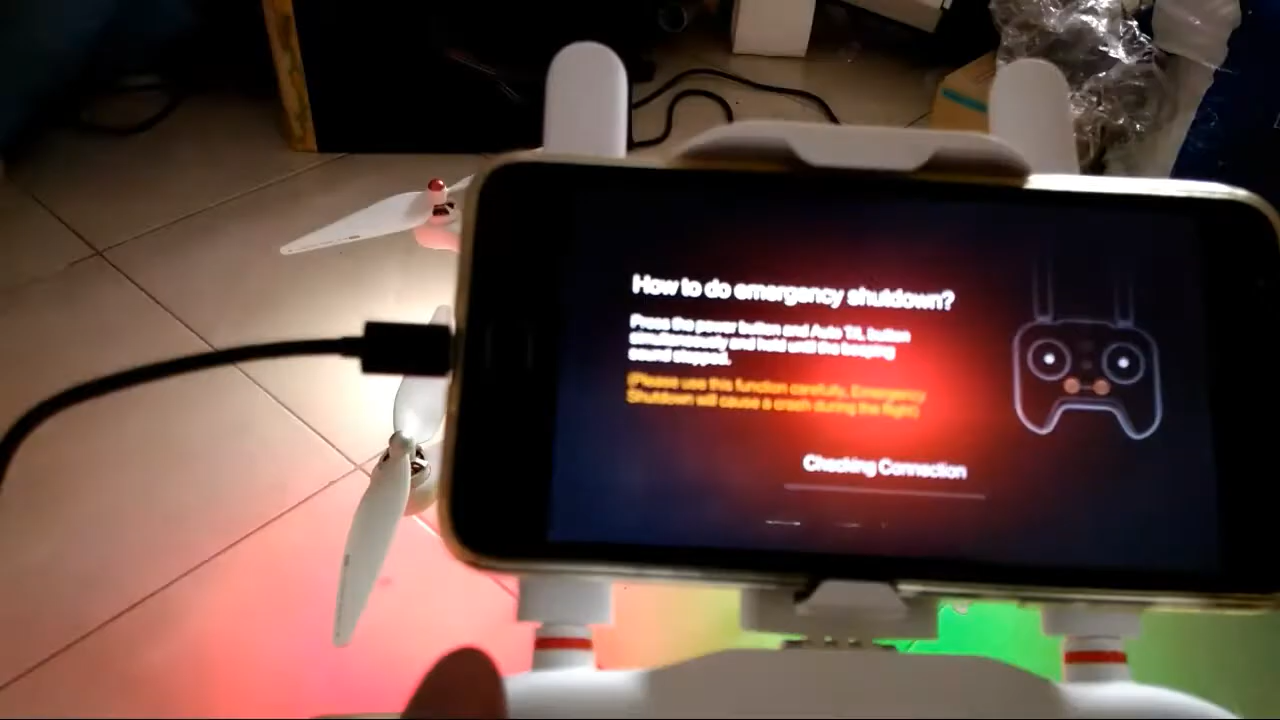 How to do emergency shutdown?
Press the power button and Auto T/L button
simultaneously and hold until the beeping
sound stopped.
(Please use this function carefully, Emergency
Shutdown will cause a crash during the flight)
Checking Connection